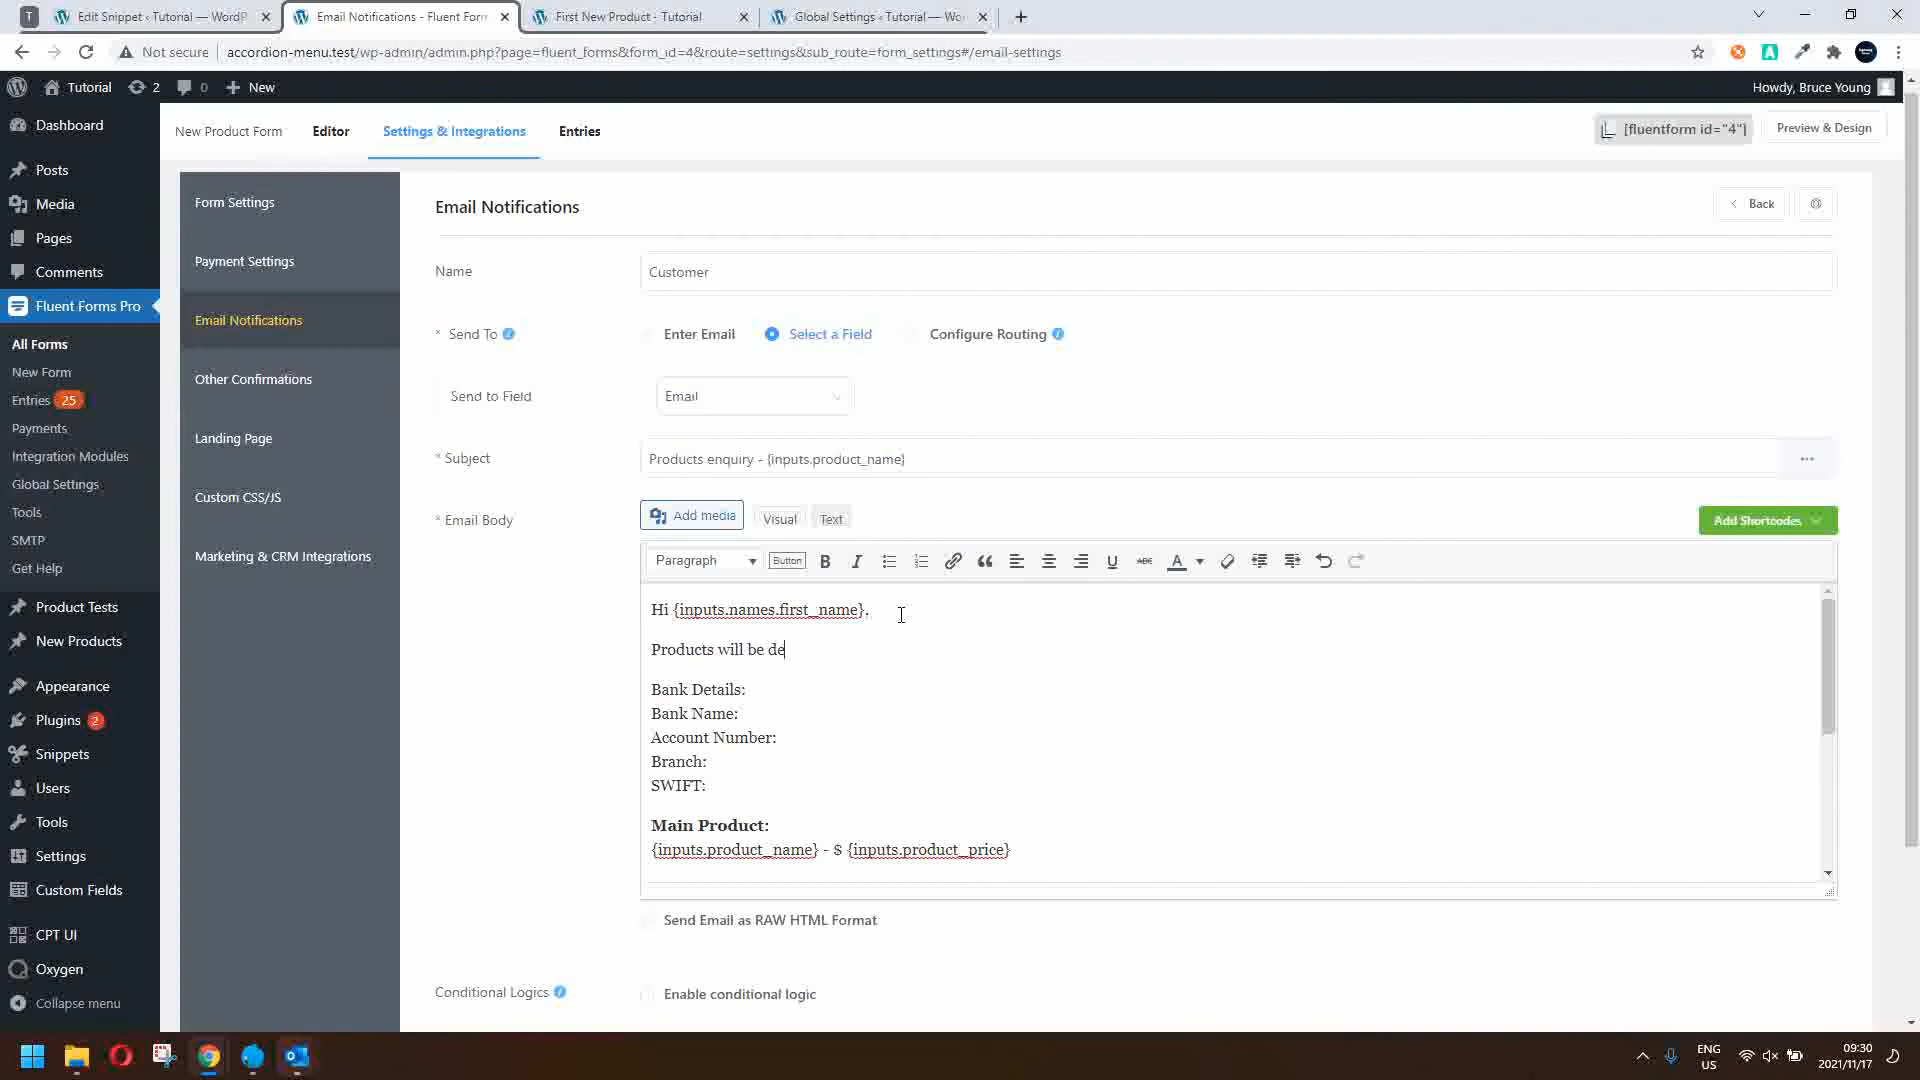 T
Edit Snippet ‹ Tutorial — WordP
Email Notifications - Fluent For
First New Product - Tutorial
Global Settings ‹ Tutorial — Wo
Not secure
accordion-menu.test/wp-admin/admin.php?page=fluent_forms&form_id=4&route=settings&sub_route=form_settings#/email-settings
Tutorial
2
0
New
Howdy, Bruce Young
Dashboard
Posts
Media
Pages
Comments
Fluent Forms Pro
All Forms
New Form
Entries 25
Payments
Integration Modules
Global Settings
Tools
SMTP
Get Help
Product Tests
New Products
Appearance
Plugins 2
Snippets
Users
Tools
Settings
Custom Fields
CPT UI
Oxygen
Collapse menu
New Product Form
Editor
Settings & Integrations
Entries
[fluentform id="4"]
Preview & Design
Form Settings
Payment Settings
Email Notifications
Other Confirmations
Landing Page
Custom CSS/JS
Marketing & CRM Integrations
Email Notifications
Back
Name
Customer
* Send To
Enter Email
Select a Field
Configure Routing
Send to Field
Email
* Subject
Products enquiry - {inputs.product_name}
* Email Body
Add media
Visual
Text
Add Shortcodes
Paragraph
Button
B
I
U
ABC
A
Hi {inputs.names.first_name}.
Products will be de
Bank Details:
Bank Name:
Account Number:
Branch:
SWIFT:
Main Product:
{inputs.product_name} - $ {inputs.product_price}
Send Email as RAW HTML Format
Conditional Logics
Enable conditional logic
ENG
US
09:30
2021/11/17